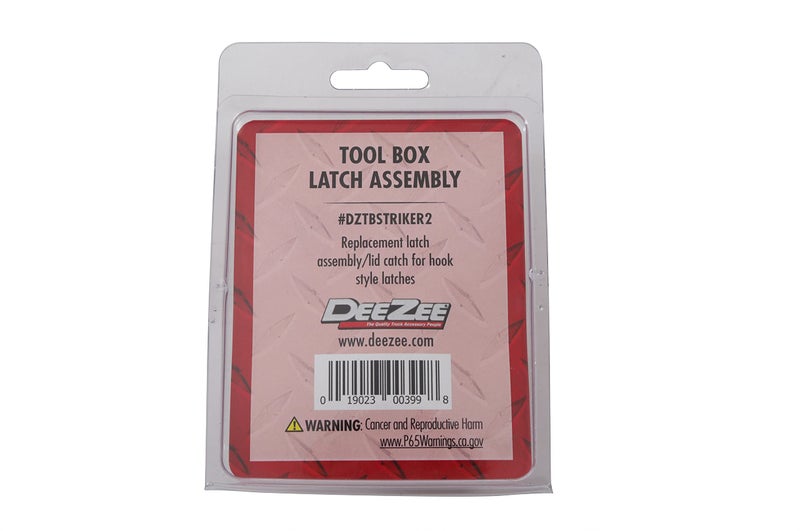 TOOL BOX
LATCH ASSEMBLY
#DZTBSTRIKER2
Replacement latch
assembly/lid catch for hook
style latches
DEEZEE
The Quality Truck Accessory People
www.deezee.com
0 19023 00399 8
WARNING: Cancer and Reproductive Harm
www.P65Warnings.ca.gov